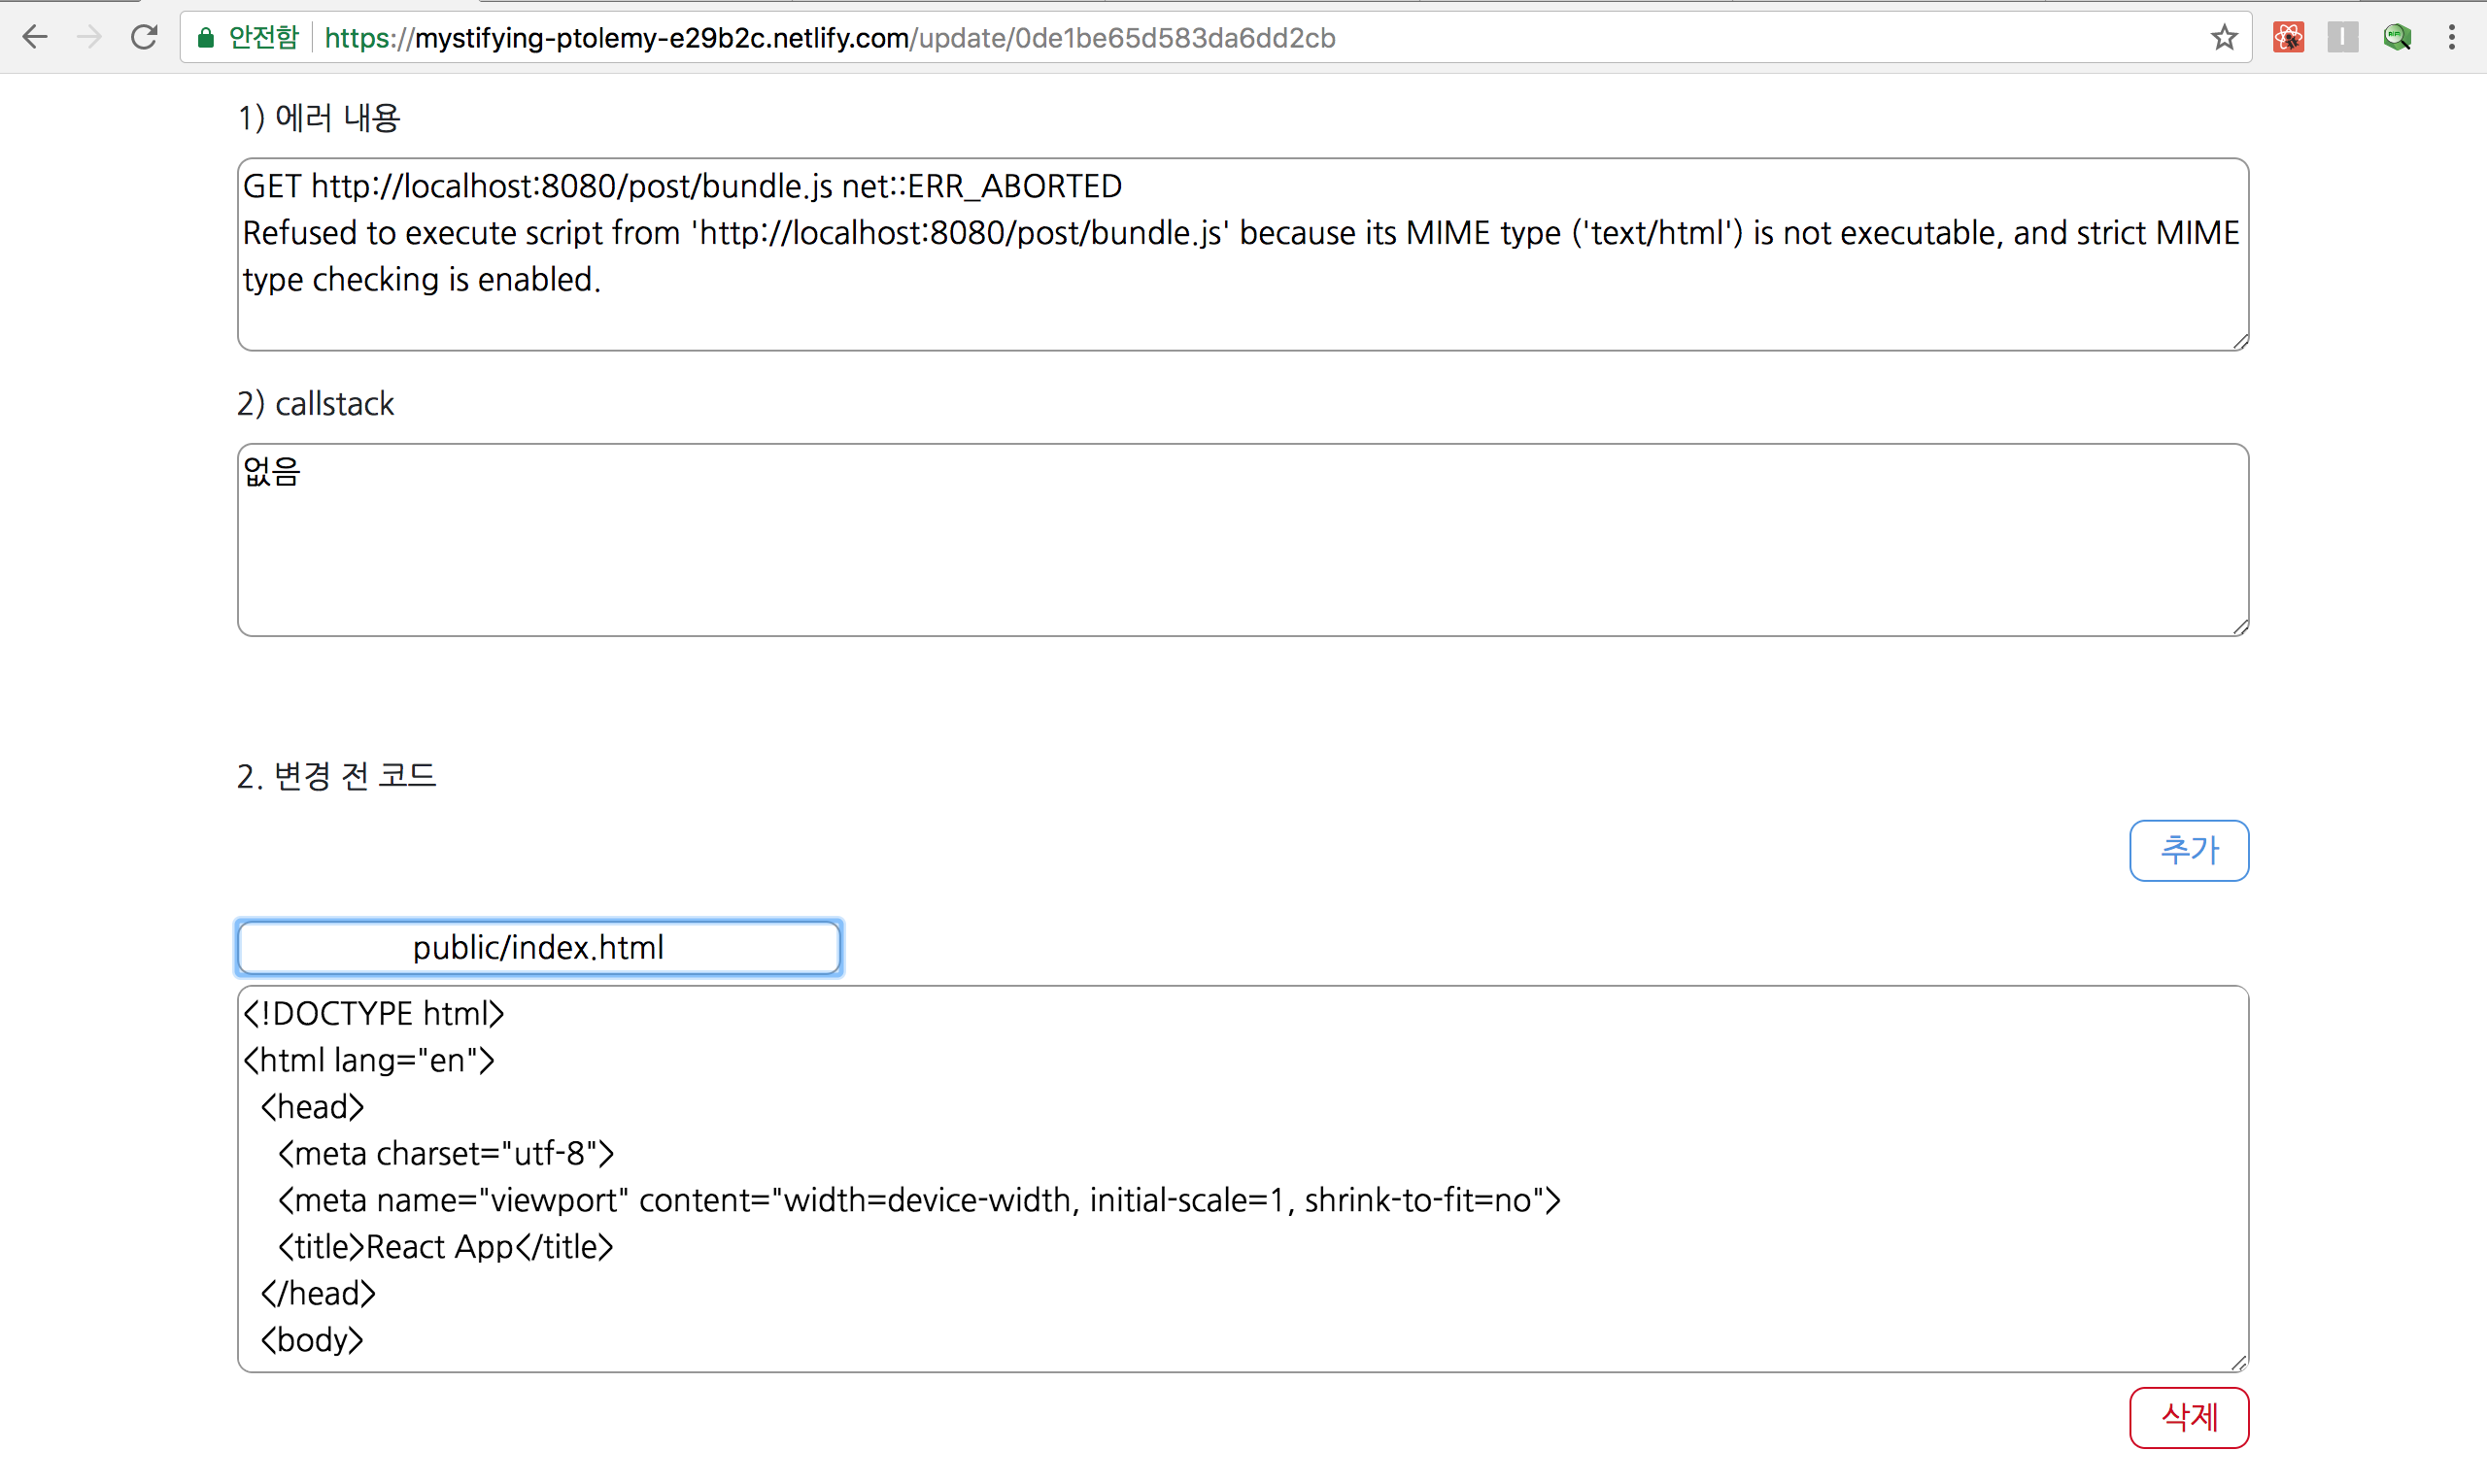 안전함 https://mystifying-ptolemy-e29b2c.netlify.com/update/0de1be65d583da6dd2cb
1) 에러 내용
GET http://localhost:8080/post/bundle.js net::ERR_ABORTED
Refused to execute script from 'http://localhost:8080/post/bundle.js' because its MIME type ('text/html') is not executable, and strict MIME
type checking is enabled.
2) callstack
없음
2. 변경 전 코드
추가
public/index.html
<!DOCTYPE html>
<html lang="en">
  <head>
    <meta charset="utf-8">
    <meta name="viewport" content="width=device-width, initial-scale=1, shrink-to-fit=no">
    <title>React App</title>
  </head>
  <body>
삭제